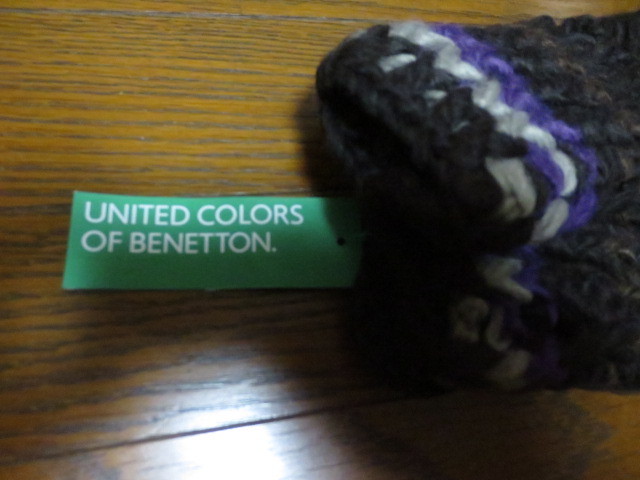 UNITED COLORS
OF BENETTON.